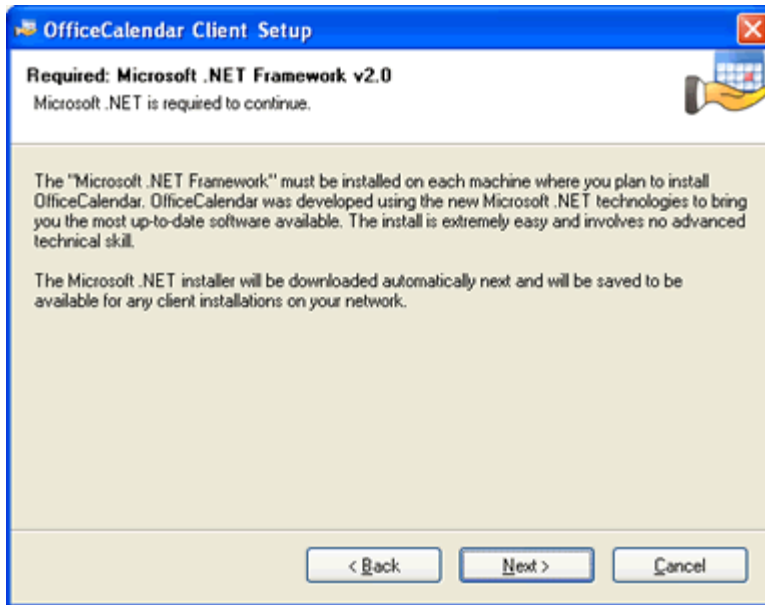 OfficeCalendar Client Setup
Required: Microsoft .NET Framework v2.0
Microsoft .NET is required to continue.
The "Microsoft .NET Framework" must be installed on each machine where you plan to install
OfficeCalendar. OfficeCalendar was developed using the new Microsoft .NET technologies to bring
you the most up-to-date software available. The install is extremely easy and involves no advanced
technical skill.
The Microsoft .NET installer will be downloaded automatically next and will be saved to be
available for any client installations on your network.
< Back Next > Cancel